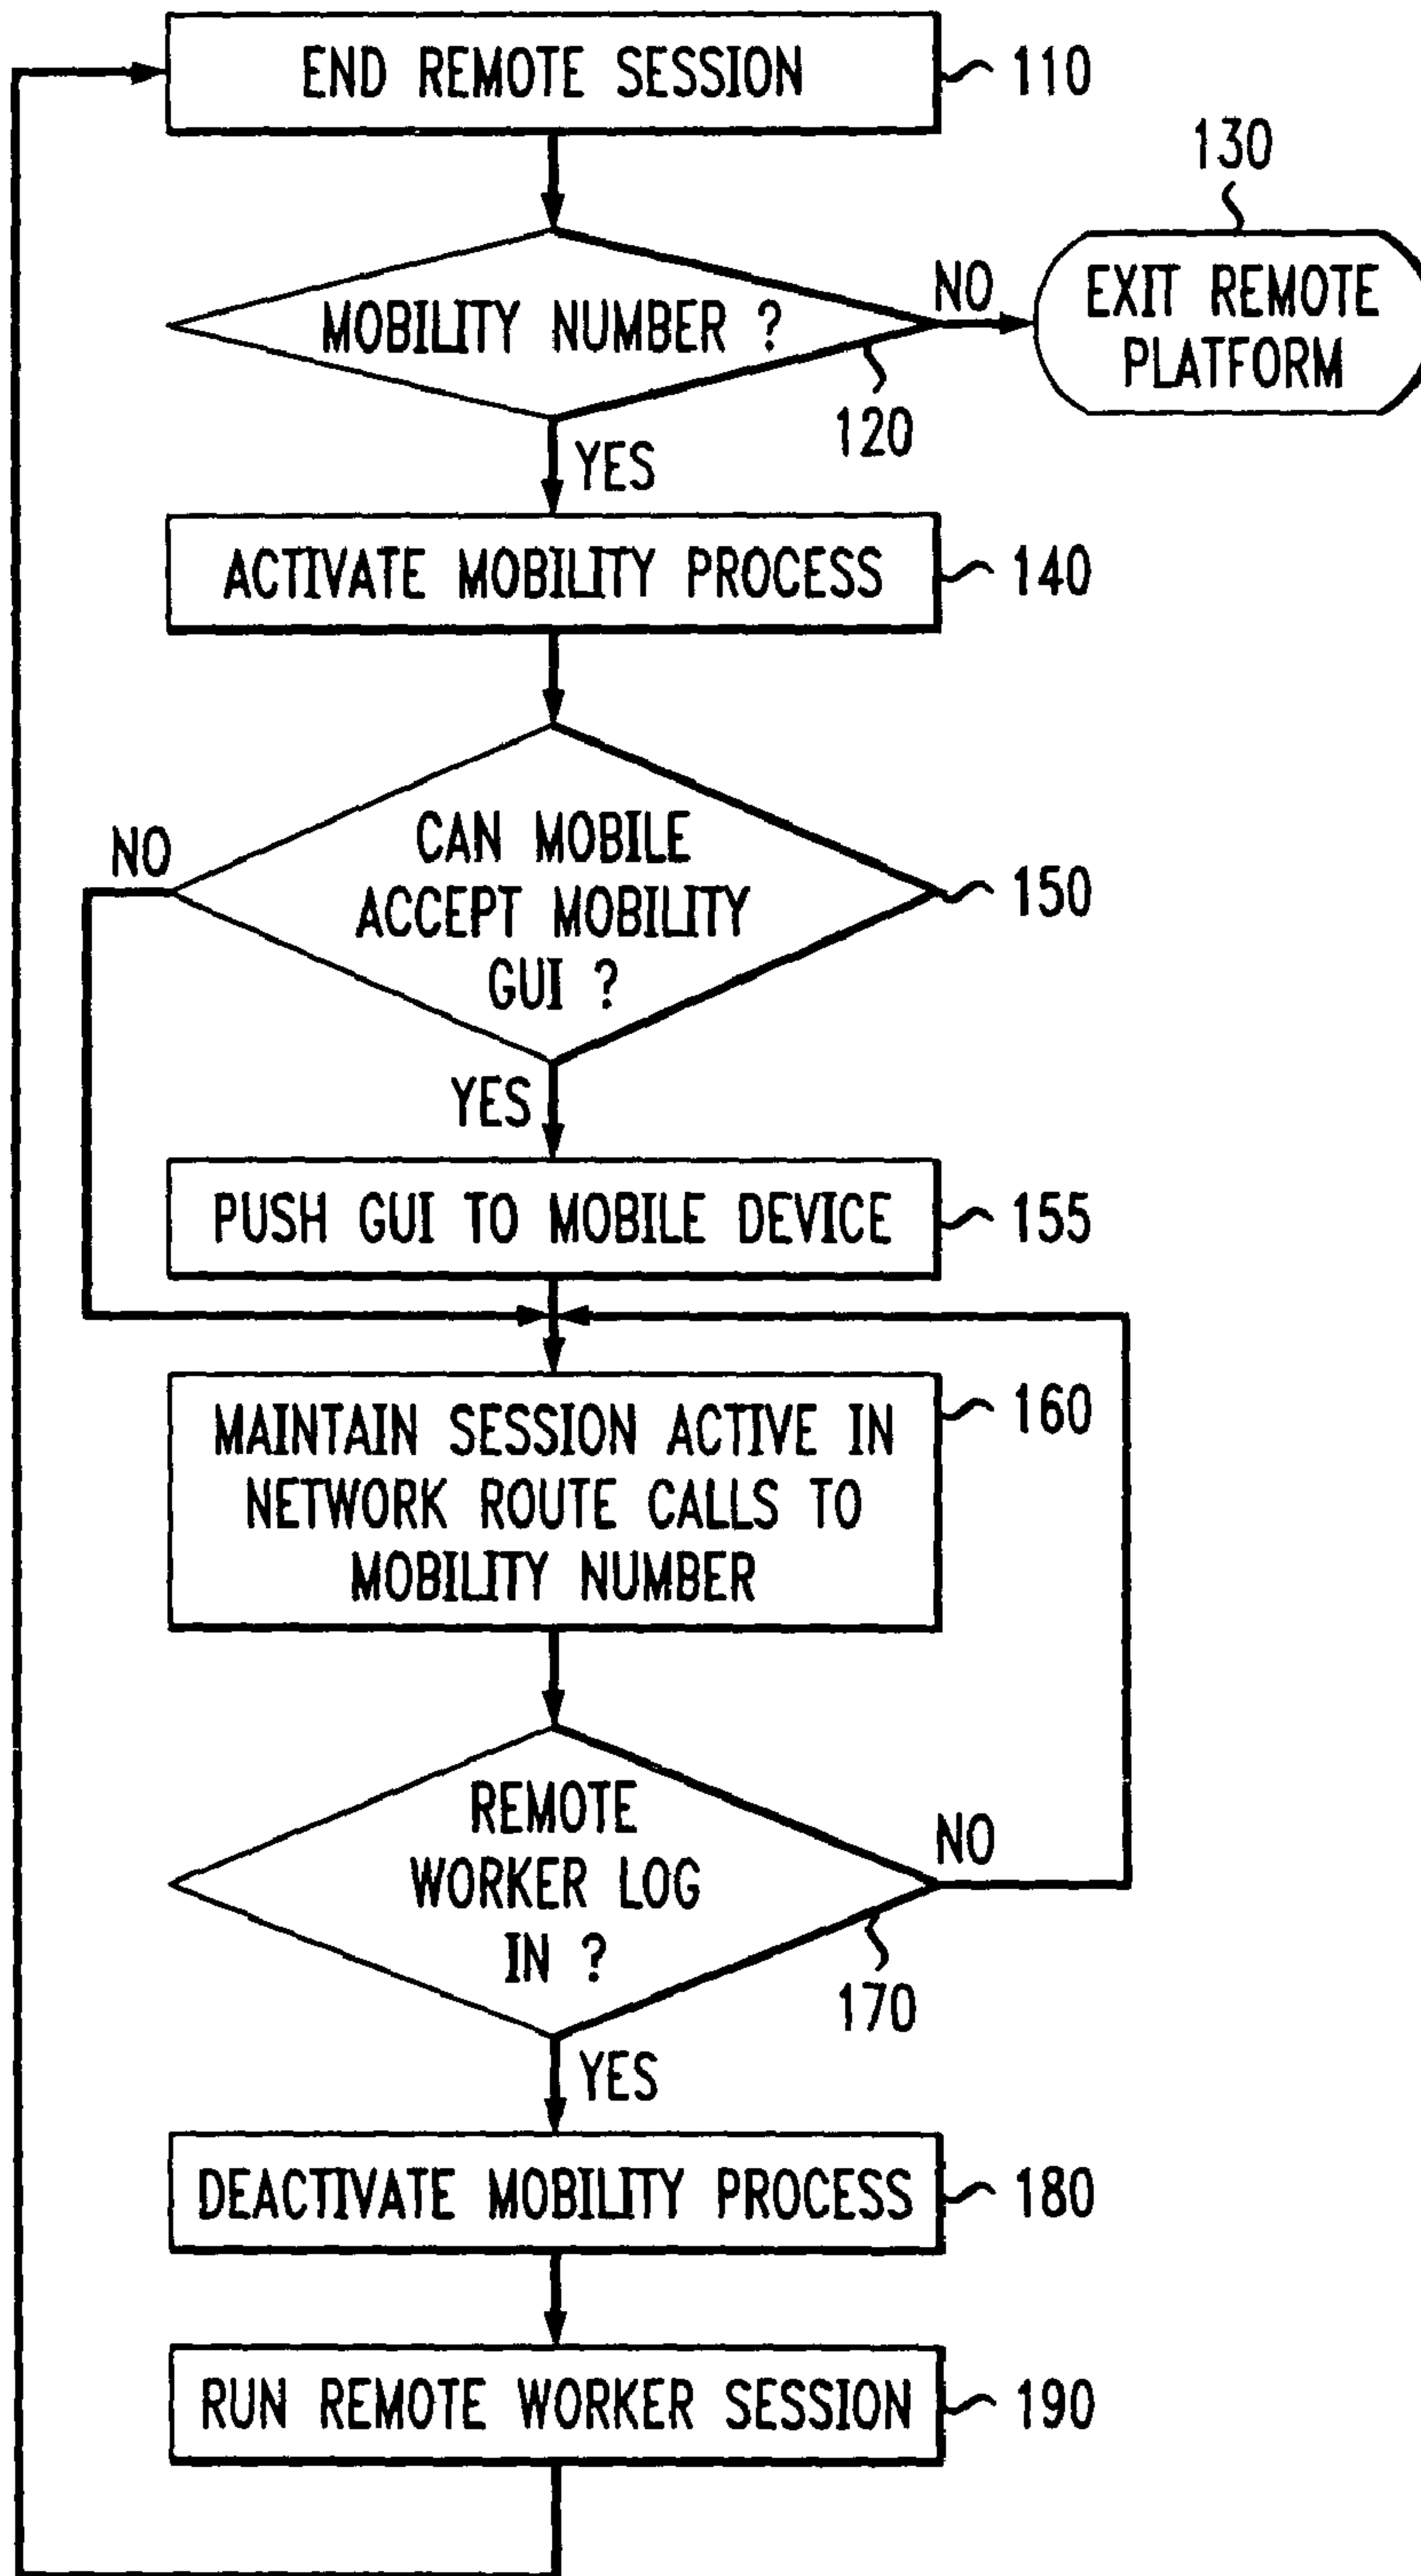 END REMOTE SESSION
110
130
MOBILITY NUMBER ?
NO
EXIT REMOTE
PLATFORM
120
YES
ACTIVATE MOBILITY PROCESS
140
NO
CAN MOBILE
ACCEPT MOBILITY
GUI ?
150
YES
PUSH GUI TO MOBILE DEVICE
155
MAINTAIN SESSION ACTIVE IN
NETWORK ROUTE CALLS TO
MOBILITY NUMBER
160
REMOTE
WORKER LOG
IN ?
NO
170
YES
DEACTIVATE MOBILITY PROCESS
180
RUN REMOTE WORKER SESSION
190